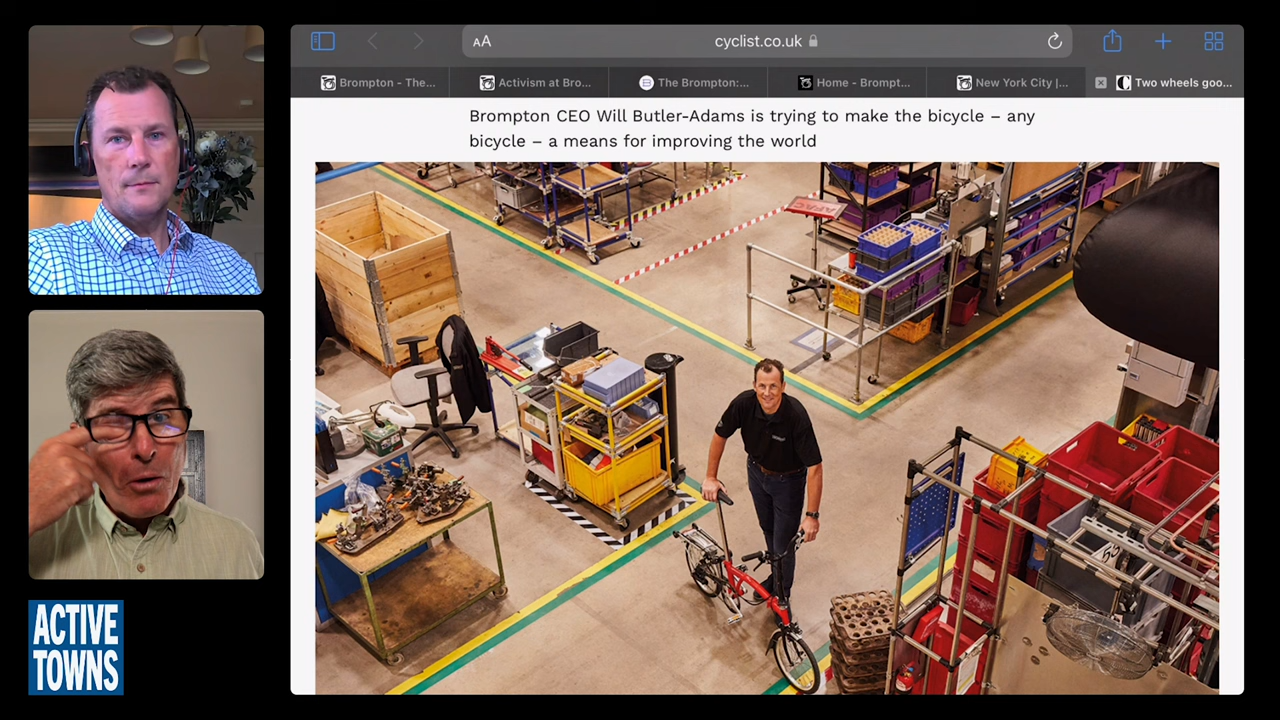 AA
cyclist.co.uk
Brompton - The...
Activism at Bro...
The Brompton:...
Home - Brompt...
New York City |...
Two wheels goo...
Brompton CEO Will Butler-Adams is trying to make the bicycle – any
bicycle – a means for improving the world
ACTIVE
TOWNS